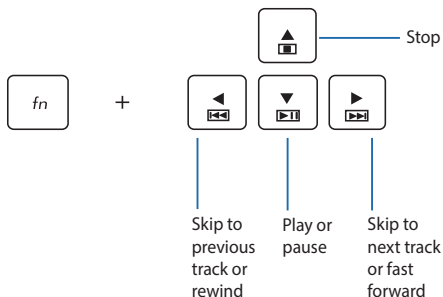 Stop
fn +
Skip to
previous
track or
rewind
Play or
pause
Skip to
next track
or fast
forward